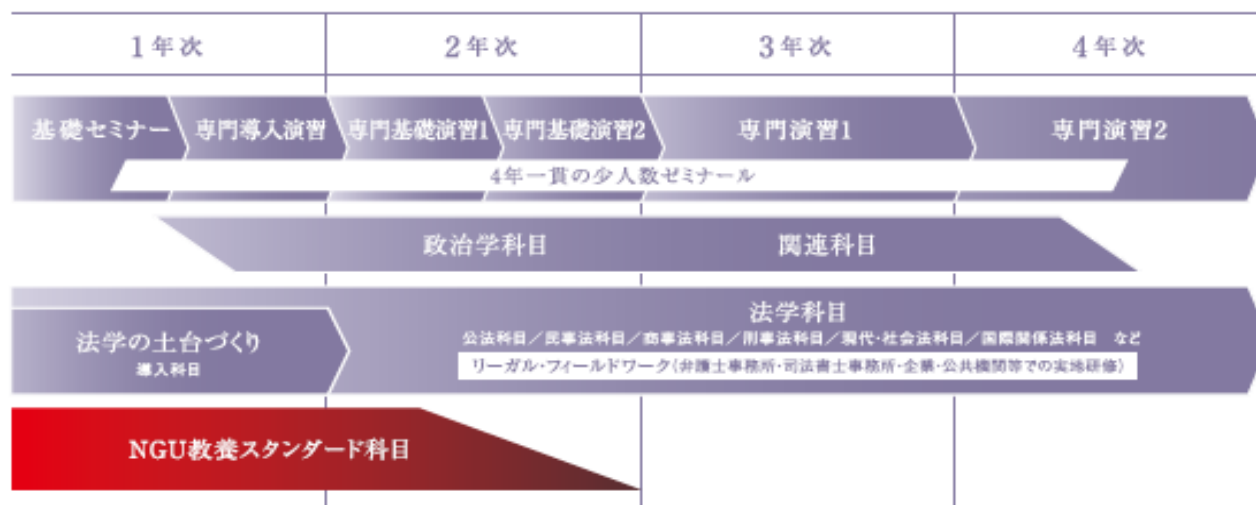 1年次 2年次 3年次 4年次
基礎セミナー 専門導入演習 専門基礎演習1 専門基礎演習2 専門演習1 専門演習2
4年一貫の少人数ゼミナール
政治学科目 関連科目
法学の土台づくり
導入科目
法学科目
公法科目/民事法科目/商事法科目/刑事法科目/現代・社会法科目/国際関係法科目 など
リーガル・フィールドワーク(弁護士事務所・司法書士事務所・企業・公共機関等での実地研修)
NGU教養スタンダード科目